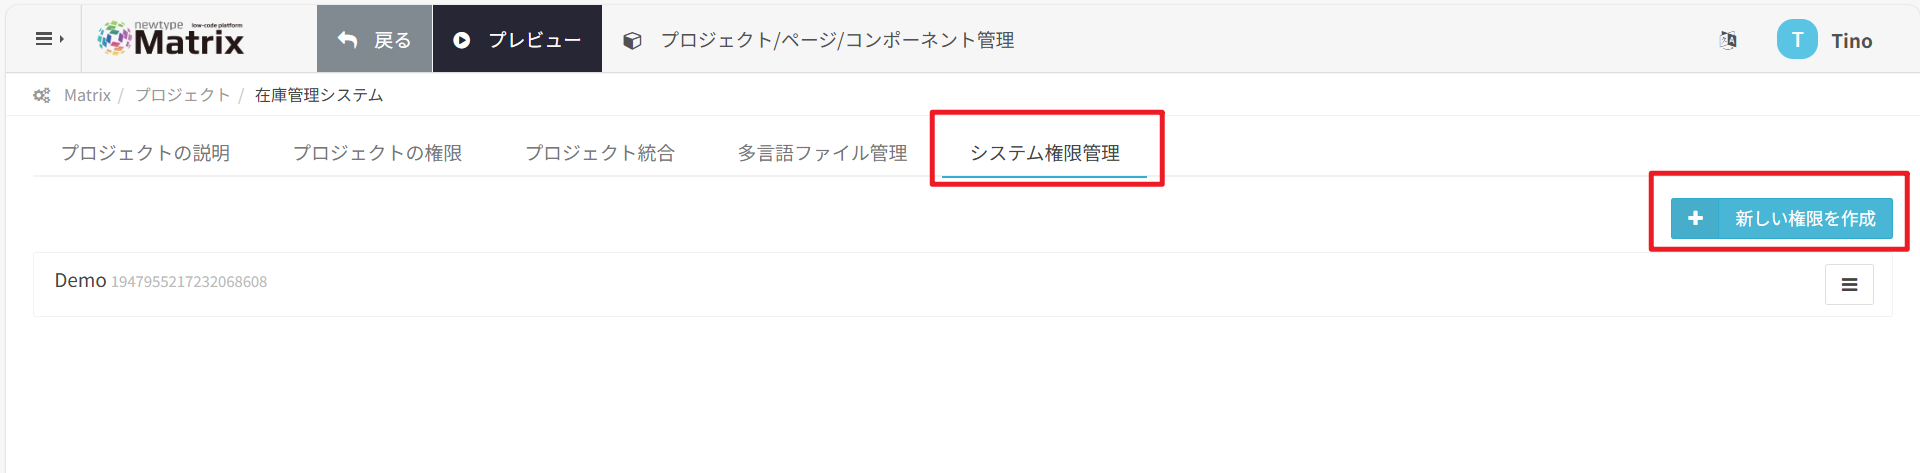 newtype low-code platform
Matrix
戻る
プレビュー
プロジェクト/ページ/コンポーネント管理
T
Tino
Matrix / プロジェクト / 在庫管理システム
プロジェクトの説明
プロジェクトの権限
プロジェクト統合
多言語ファイル管理
システム権限管理
新しい権限を作成
Demo 1947955217232068608